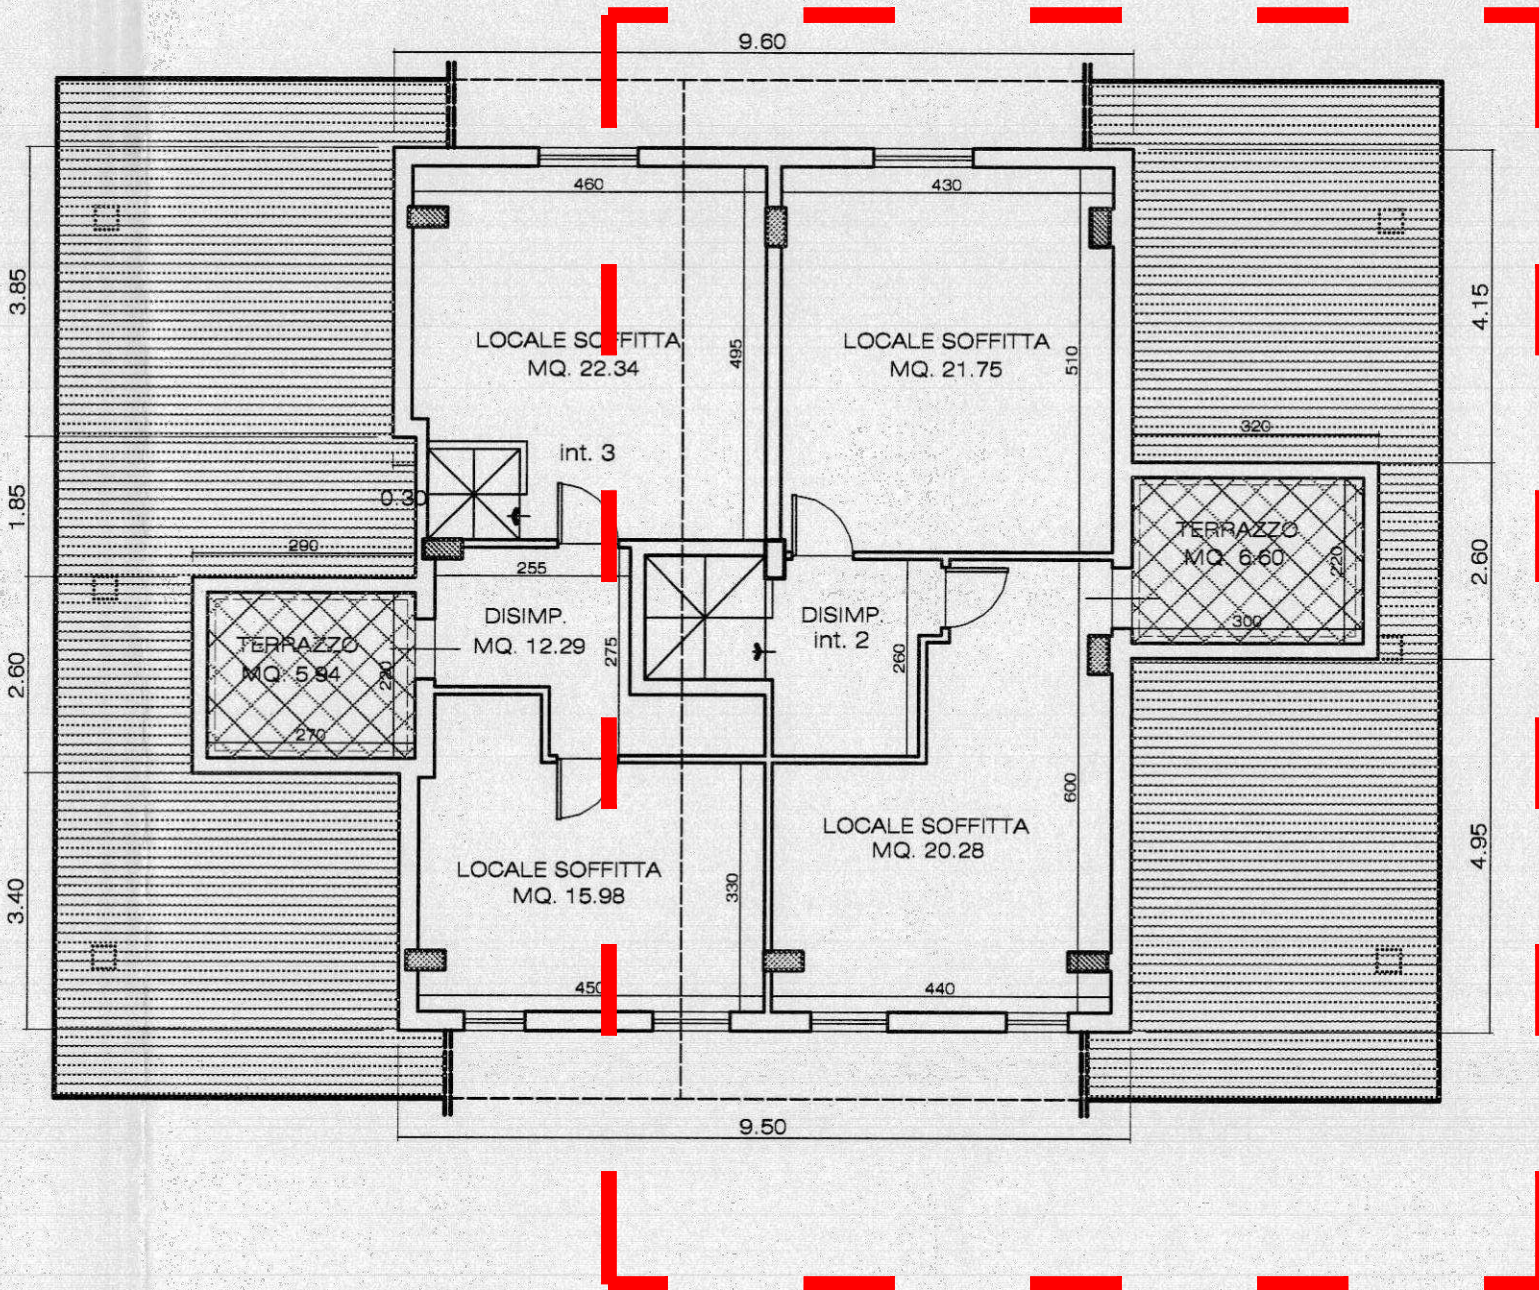 9.60
460
430
3.85
4.15
LOCALE SOFFITTA
MQ. 22.34
495
LOCALE SOFFITTA
MQ. 21.75
510
320
int. 3
0.30
1.85
290
255
TERRAZZO
MQ. 6.60
220
300
2.60
DISIMP.
MQ. 12.29
275
DISIMP.
int. 2
260
TERRAZZO
MQ. 5.94
220
270
2.60
600
LOCALE SOFFITTA
MQ. 20.28
4.95
LOCALE SOFFITTA
MQ. 15.98
330
3.40
450
440
9.50